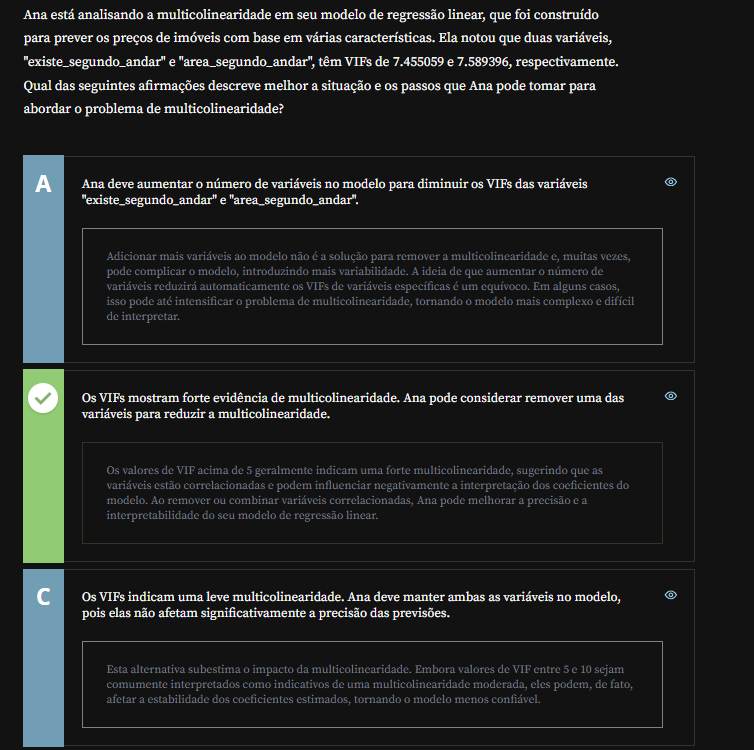 Ana está analisando a multicolinearidade em seu modelo de regressão linear, que foi construído
para prever os preços de imóveis com base em várias características. Ela notou que duas variáveis,
"existe_segundo_andar" e "area_segundo_andar", têm VIFs de 7.455059 e 7.589396, respectivamente.
Qual das seguintes afirmações descreve melhor a situação e os passos que Ana pode tomar para
abordar o problema de multicolinearidade?
A
Ana deve aumentar o número de variáveis no modelo para diminuir os VIFs das variáveis
"existe_segundo_andar" e "area_segundo_andar".
Adicionar mais variáveis ao modelo não é a solução para remover a multicolinearidade e, muitas vezes,
pode complicar o modelo, introduzindo mais variabilidade. A ideia de que aumentar o número de
variáveis reduzirá automaticamente os VIFs de variáveis específicas é um equívoco. Em alguns casos,
isso pode até intensificar o problema de multicolinearidade, tornando o modelo mais complexo e difícil
de interpretar.
Os VIFs mostram forte evidência de multicolinearidade. Ana pode considerar remover uma das
variáveis para reduzir a multicolinearidade.
Os valores de VIF acima de 5 geralmente indicam uma forte multicolinearidade, sugerindo que as
variáveis estão correlacionadas e podem influenciar negativamente a interpretação dos coeficientes do
modelo. Ao remover ou combinar variáveis correlacionadas, Ana pode melhorar a precisão e a
interpretabilidade do seu modelo de regressão linear.
C
Os VIFs indicam uma leve multicolinearidade. Ana deve manter ambas as variáveis no modelo,
pois elas não afetam significativamente a precisão das previsões.
Esta alternativa subestima o impacto da multicolinearidade. Embora valores de VIF entre 5 e 10 sejam
comumente interpretados como indicativos de uma multicolinearidade moderada, eles podem, de fato,
afetar a estabilidade dos coeficientes estimados, tornando o modelo menos confiável.